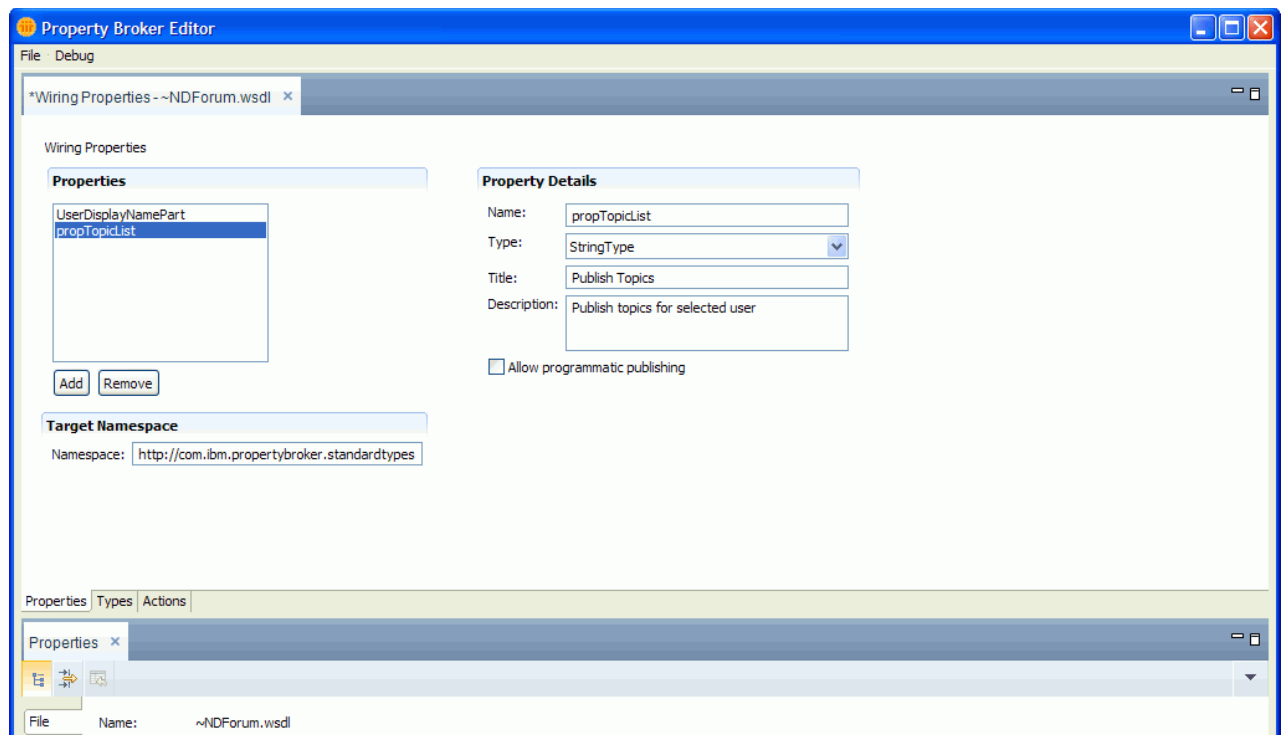 Property Broker Editor
File Debug
*Wiring Properties - ~NDForum.wsdl
Wiring Properties
Properties
UserDisplayNamePart
propTopicList
Add Remove
Target Namespace
Namespace: http://com.ibm.propertybroker.standardtypes
Property Details
Name: propTopicList
Type: StringType
Title: Publish Topics
Description: Publish topics for selected user
Allow programmatic publishing
Properties Types Actions
Properties
File Name: ~NDForum.wsdl